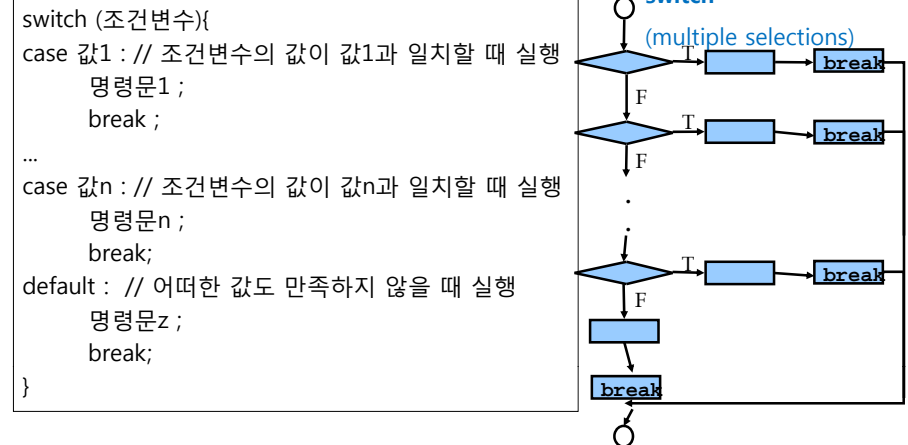 switch (조건변수){
case 값1 : // 조건변수의 값이 값1과 일치할 때 실행
명령문1 ;
break ;
...
case 값n : // 조건변수의 값이 값n과 일치할 때 실행
명령문n ;
break;
default : // 어떠한 값도 만족하지 않을 때 실행
명령문z ;
break;
}
switch
(multiple selections)
T
break
F
T
break
F
.
.
T
break
F
break